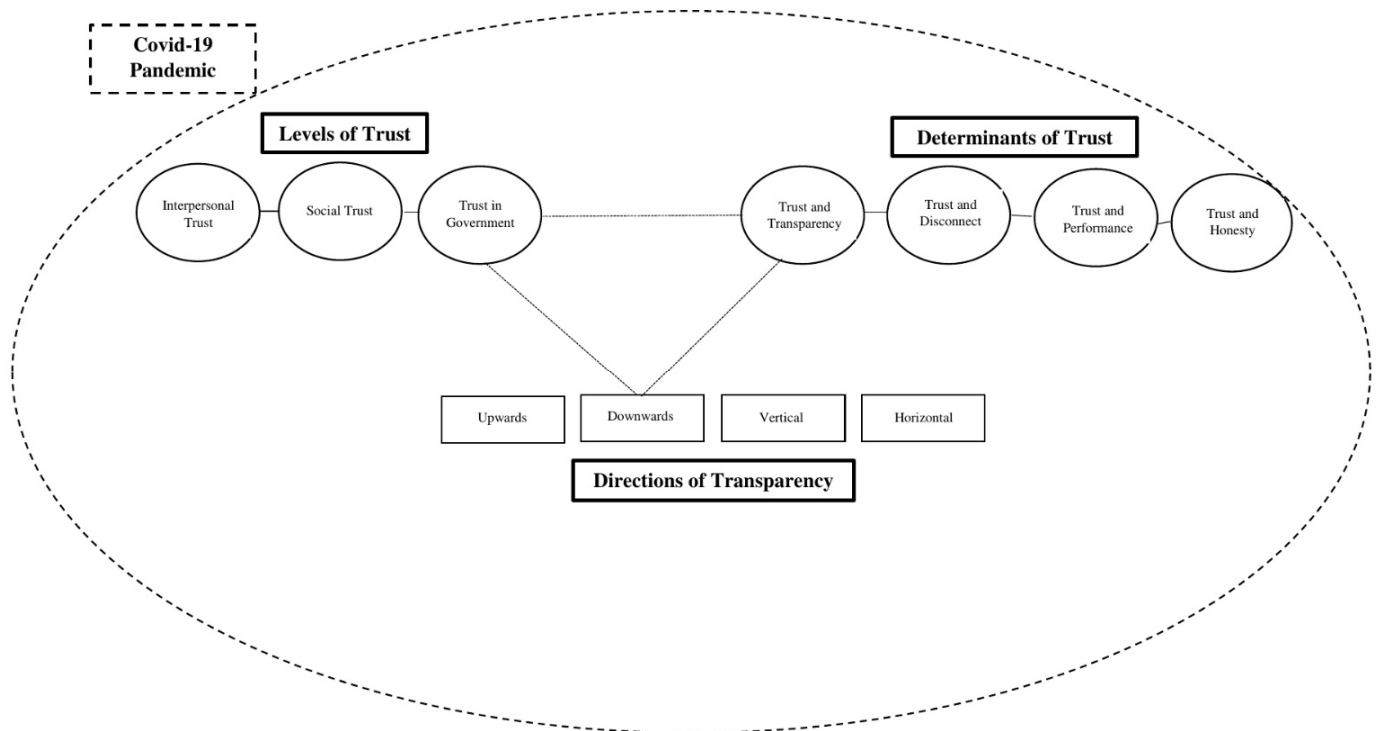 Covid-19
Pandemic
Levels of Trust
Determinants of Trust
Interpersonal
Trust
Social Trust
Trust in
Government
Trust and
Transparency
Trust and
Disconnect
Trust and
Performance
Trust and
Honesty
Upwards
Downwards
Vertical
Horizontal
Directions of Transparency